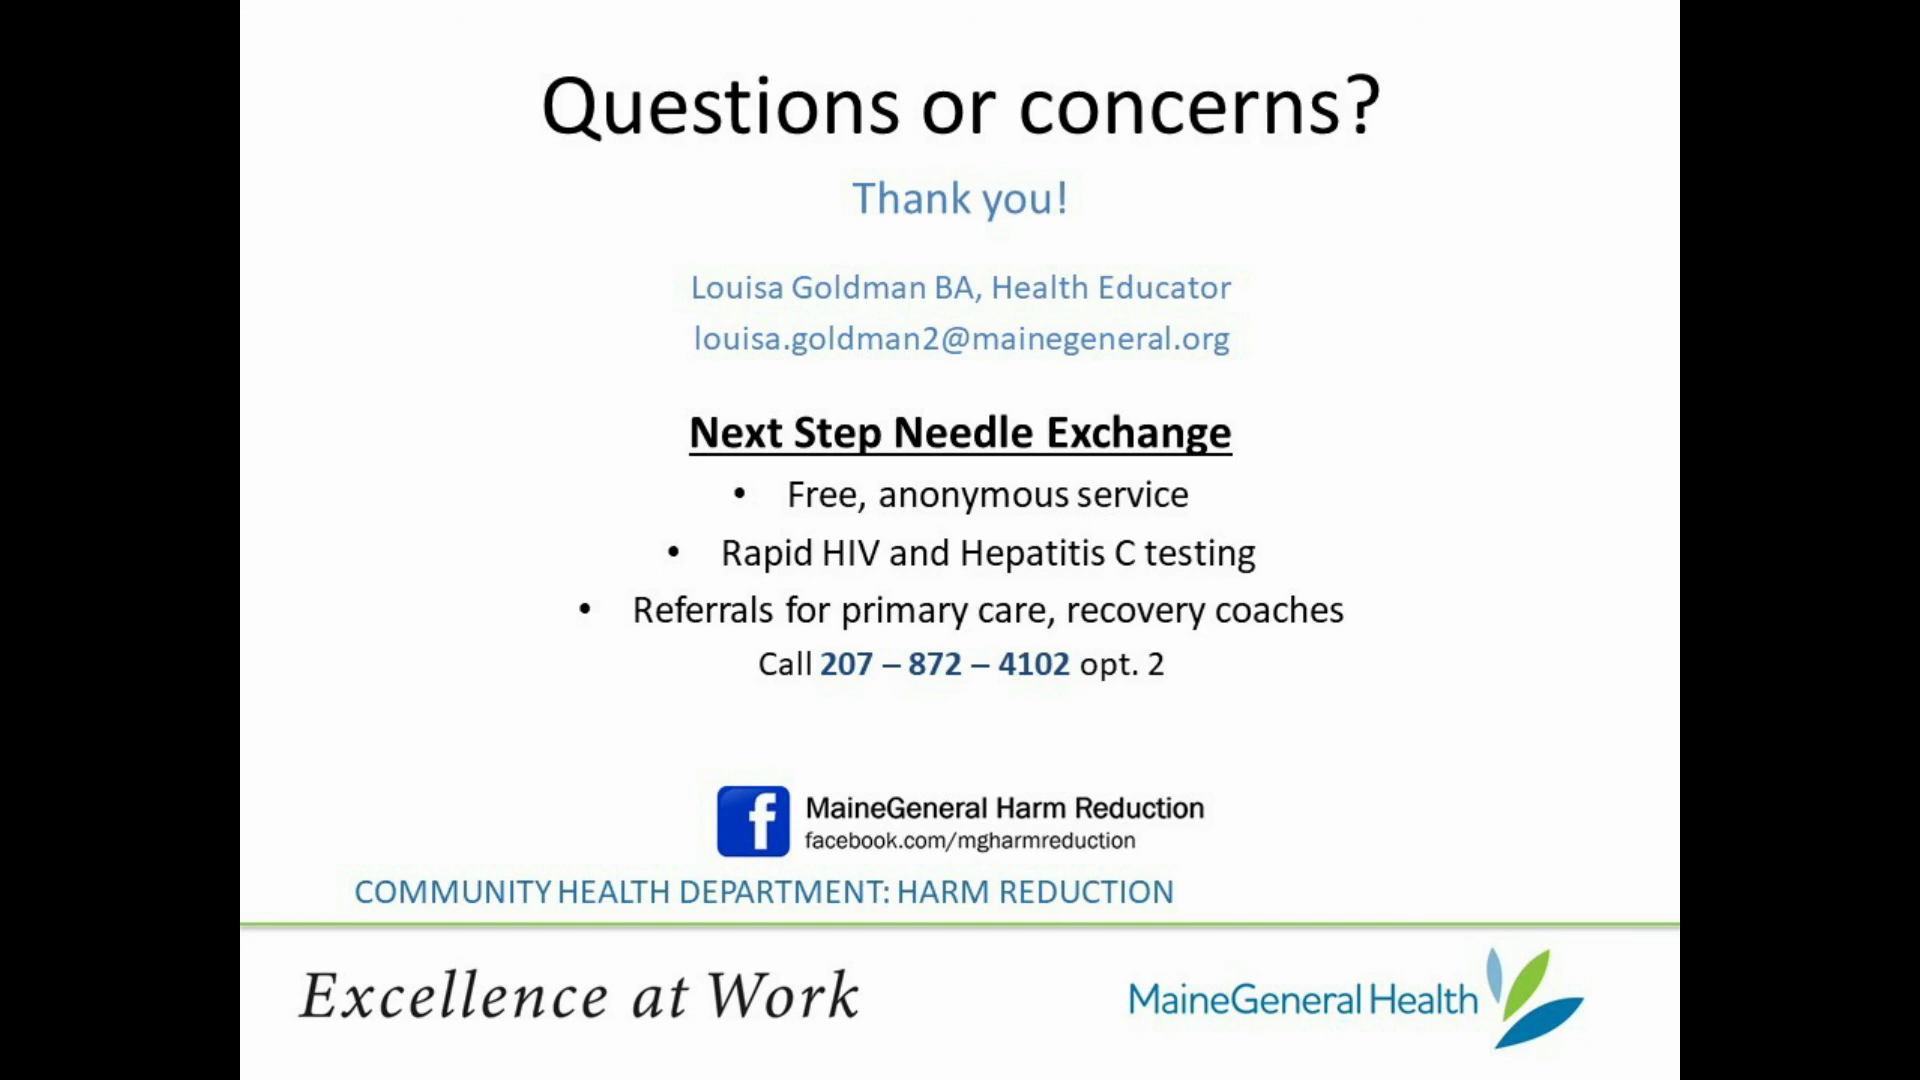 Questions or concerns?
Thank you!
Louisa Goldman BA, Health Educator
louisa.goldman2@mainegeneral.org
Next Step Needle Exchange
• Free, anonymous service
• Rapid HIV and Hepatitis C testing
• Referrals for primary care, recovery coaches
Call 207 – 872 – 4102 opt. 2
f
MaineGeneral Harm Reduction
facebook.com/mgharmreduction
COMMUNITY HEALTH DEPARTMENT: HARM REDUCTION
Excellence at Work
MaineGeneral Health